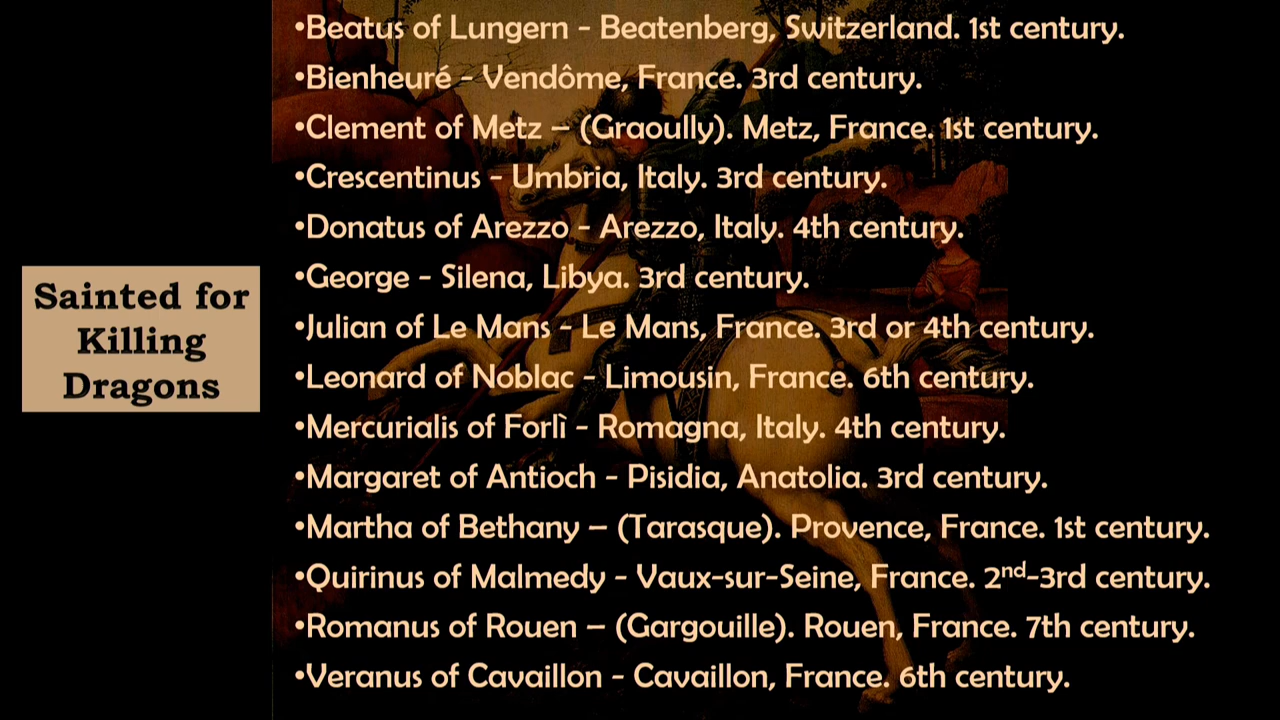 Sainted for
Killing
Dragons
•Beatus of Lungern - Beatenberg, Switzerland. 1st century.
•Bienheuré - Vendôme, France. 3rd century.
•Clement of Metz – (Graoully). Metz, France. 1st century.
•Crescentinus - Umbria, Italy. 3rd century.
•Donatus of Arezzo - Arezzo, Italy. 4th century.
•George - Silena, Libya. 3rd century.
•Julian of Le Mans - Le Mans, France. 3rd or 4th century.
•Leonard of Noblac - Limousin, France. 6th century.
•Mercurialis of Forlì - Romagna, Italy. 4th century.
•Margaret of Antioch - Pisidia, Anatolia. 3rd century.
•Martha of Bethany – (Tarasque). Provence, France. 1st century.
•Quirinus of Malmedy - Vaux-sur-Seine, France. 2nd-3rd century.
•Romanus of Rouen – (Gargouille). Rouen, France. 7th century.
•Veranus of Cavaillon - Cavaillon, France. 6th century.